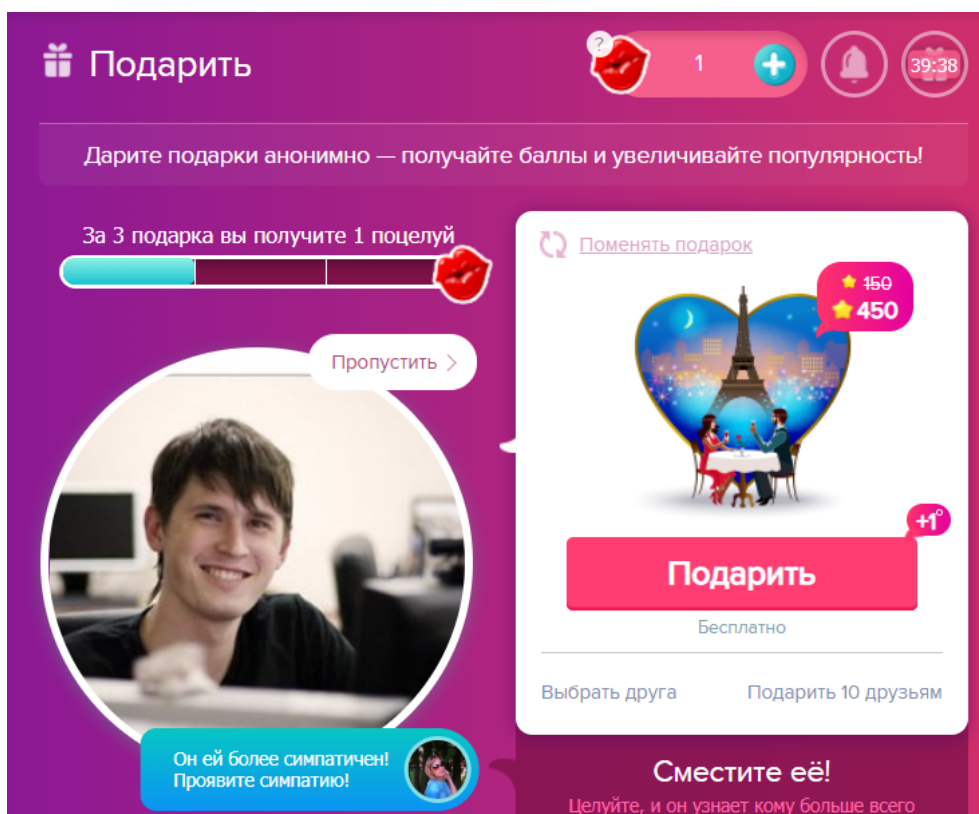 Подарить
?
1
39:38
Дарите подарки анонимно — получайте баллы и увеличивайте популярность!
За 3 подарка вы получите 1 поцелуй
Пропустить
Поменять подарок
150
450
+1°
Подарить
Бесплатно
Выбрать друга
Подарить 10 друзьям
Он ей более симпатичен!
Проявите симпатию!
Сместите её!
Целуйте, и он узнает кому больше всего